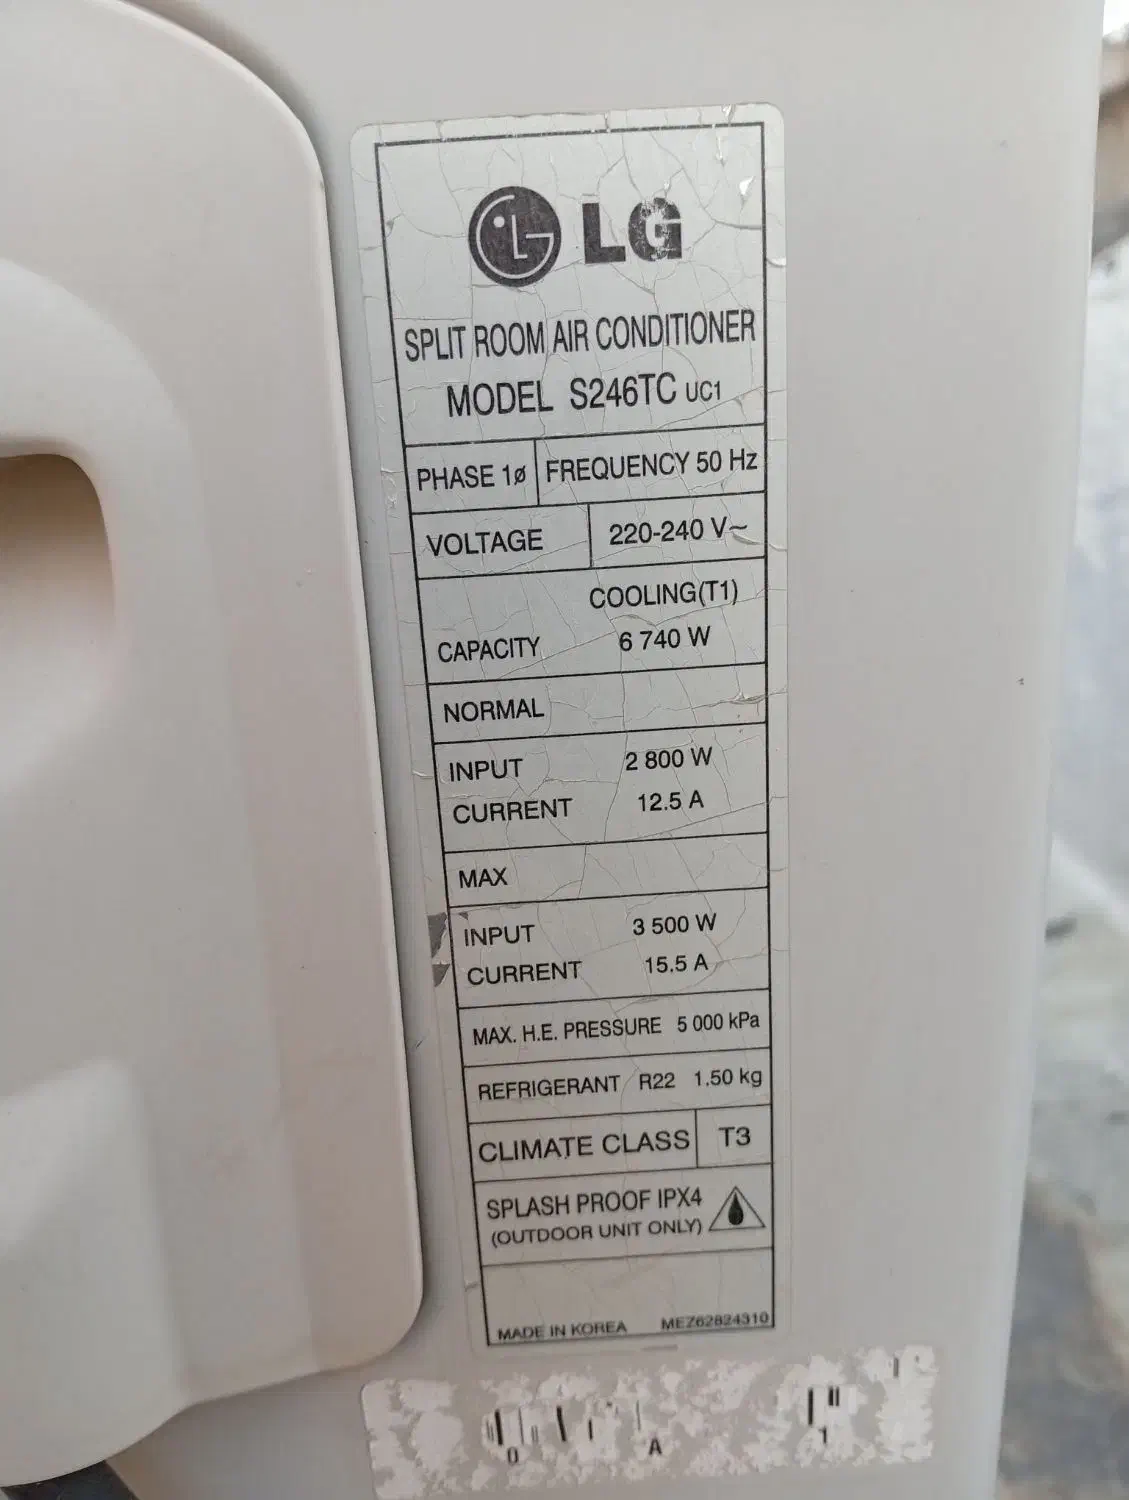 LG
SPLIT ROOM AIR CONDITIONER
MODEL S246TC UC1
PHASE 1ø FREQUENCY 50 Hz
VOLTAGE 220-240 V~
COOLING(T1)
CAPACITY 6 740 W
NORMAL
INPUT 2 800 W
CURRENT 12.5 A
MAX
INPUT 3 500 W
CURRENT 15.5 A
MAX. H.E. PRESSURE 5 000 kPa
REFRIGERANT R22 1.50 kg
CLIMATE CLASS T3
SPLASH PROOF IPX4
(OUTDOOR UNIT ONLY)
MADE IN KOREA MEZ62824310
0 A 1